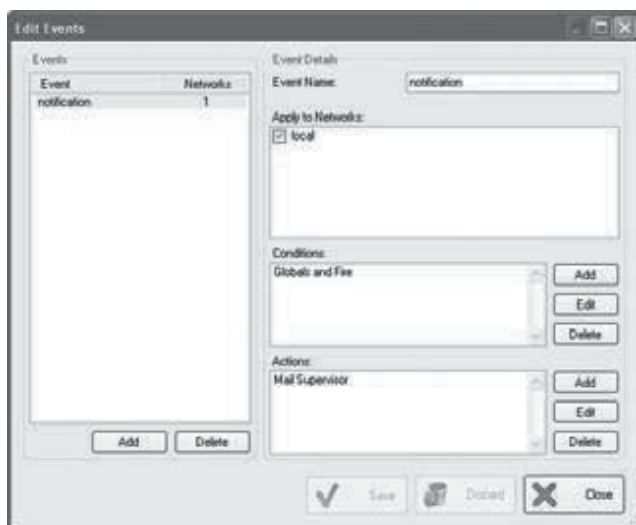 Edit Events
Events
Event Networks
notification 1
Add Delete
Event Details
Event Name: notification
Apply to Networks:
local
Conditions:
Globals and Fire
Add
Edit
Delete
Actions:
Mail Supervisor
Add
Edit
Delete
Save Discard Close